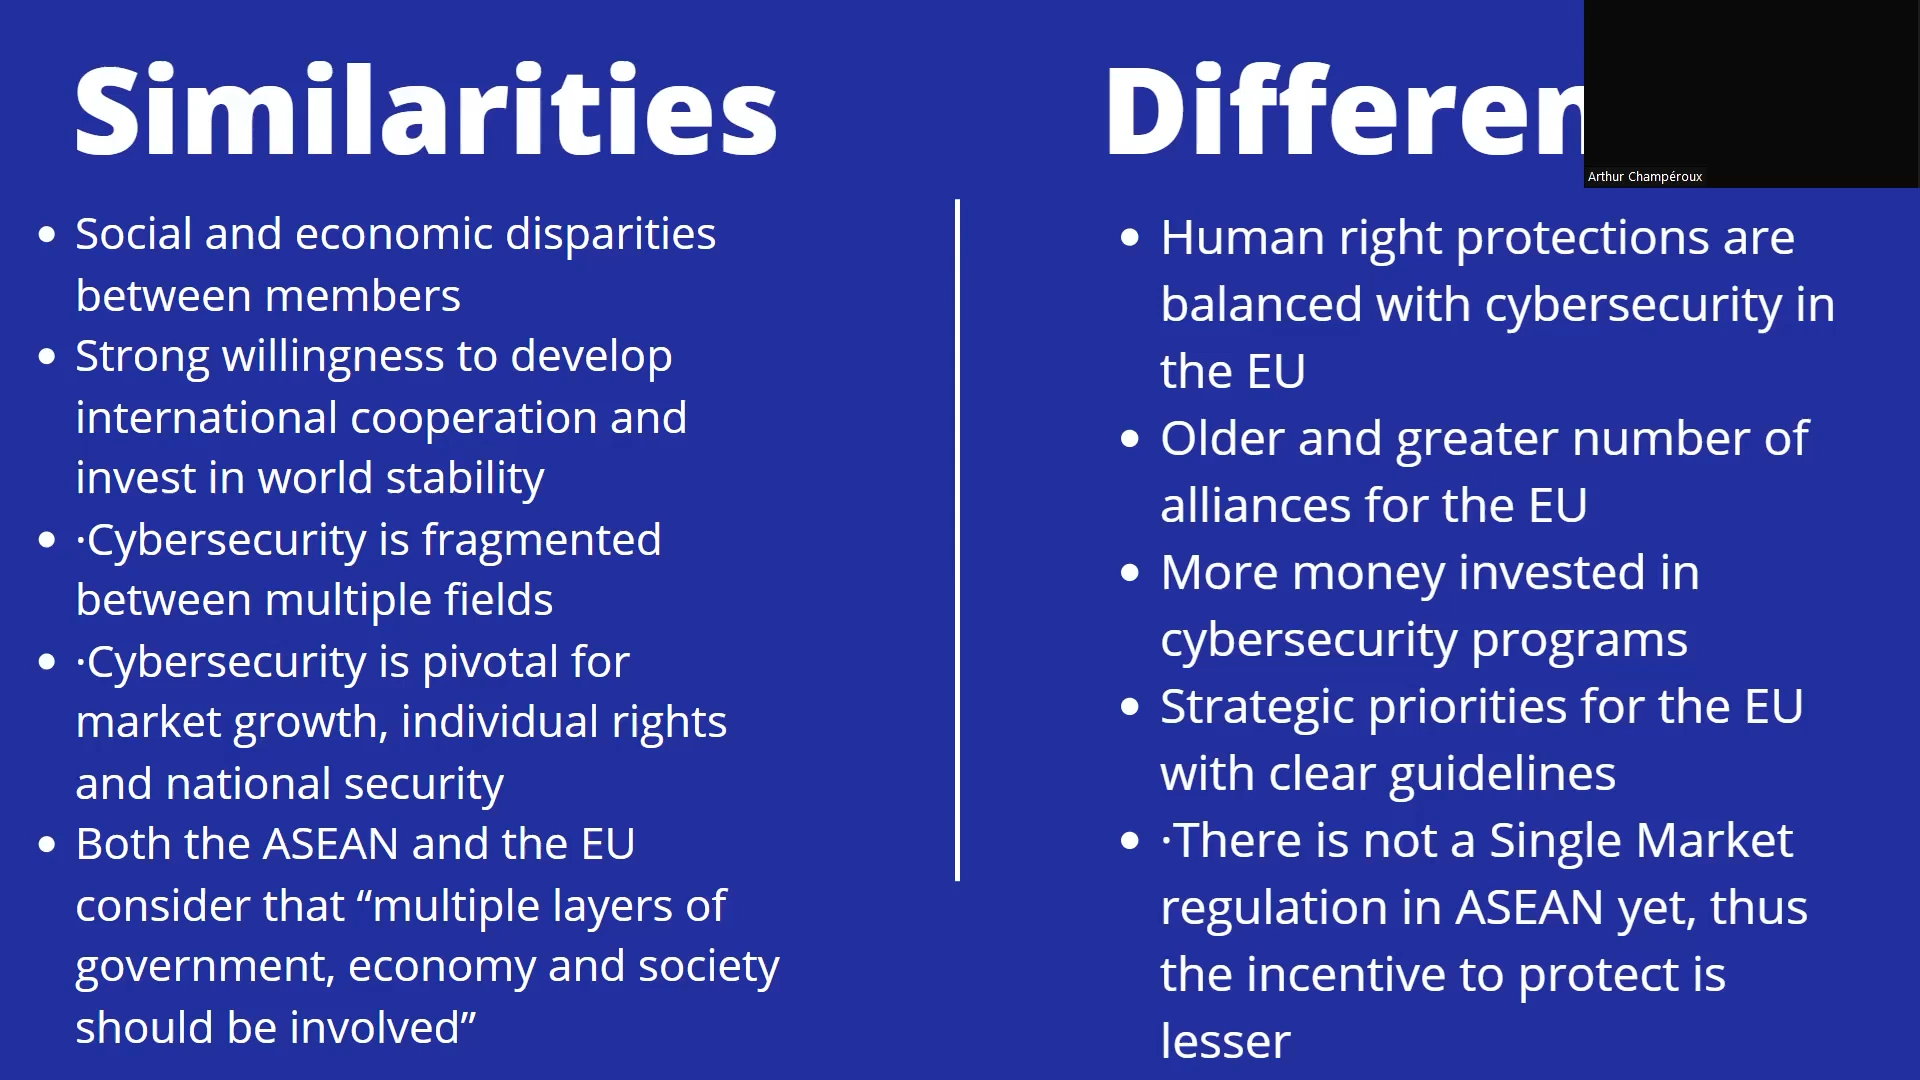 Similarities
• Social and economic disparities
between members
• Strong willingness to develop
international cooperation and
invest in world stability
• ·Cybersecurity is fragmented
between multiple fields
• ·Cybersecurity is pivotal for
market growth, individual rights
and national security
• Both the ASEAN and the EU
consider that “multiple layers of
government, economy and society
should be involved”
Differen
Arthur Champéroux
• Human right protections are
balanced with cybersecurity in
the EU
• Older and greater number of
alliances for the EU
• More money invested in
cybersecurity programs
• Strategic priorities for the EU
with clear guidelines
• ·There is not a Single Market
regulation in ASEAN yet, thus
the incentive to protect is
lesser